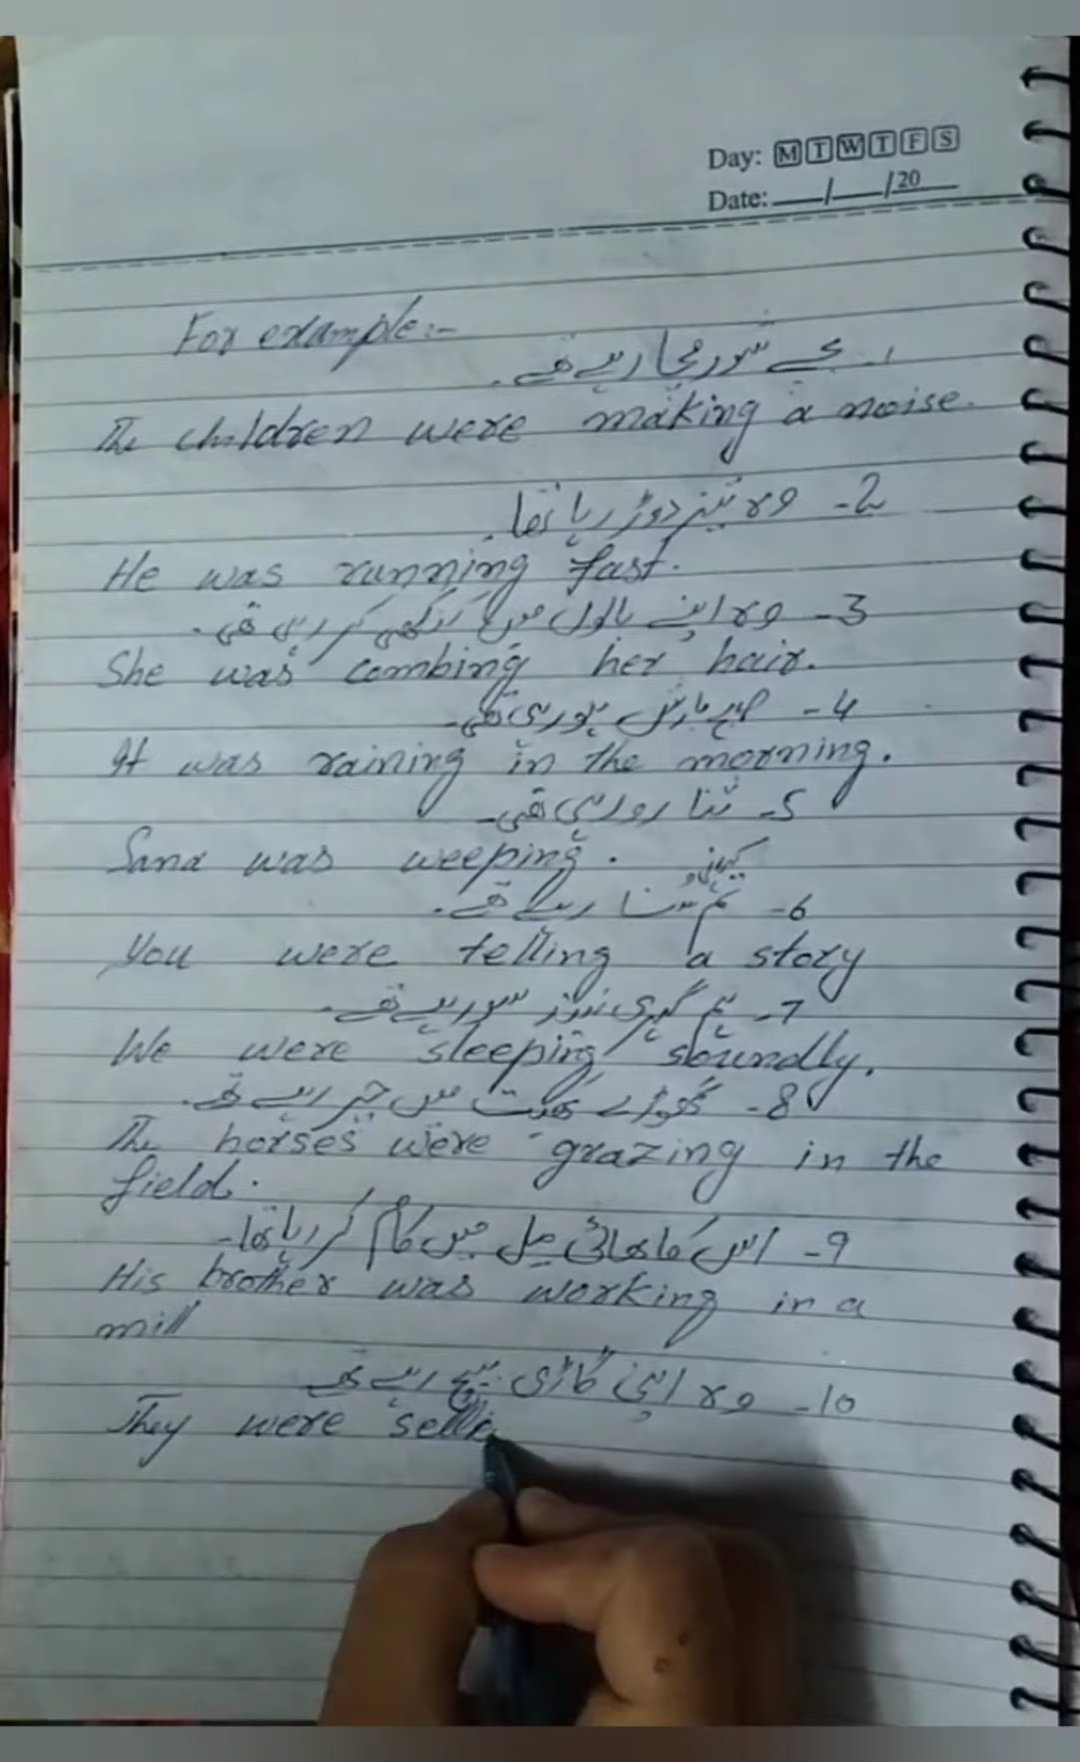 Day: M T W T F S
Date: __/__/20__
For example:-
1. بچے شور مچا رہے تھے۔
The children were making a noise.
2- وہ تیز دوڑ رہا تھا۔
He was running fast.
3- وہ اپنے بالوں میں کنگھی کر رہی تھی۔
She was combing her hair.
4- صبح بارش ہو رہی تھی۔
It was raining in the morning.
5- ثنا رو رہی تھی۔
Sana was weeping.
کہانی
6- تم سنا رہے تھے۔
You were telling a story
7- ہم گہری نیند سو رہے تھے۔
We were sleeping soundly.
8- گھوڑے کھیت میں چر رہے تھے۔
The horses were grazing in the
field.
9- اس کا بھائی مل میں کام کر رہا تھا۔
His brother was working in a
mill
10- وہ اپنی گاڑی بیچ رہے تھے
They were selli